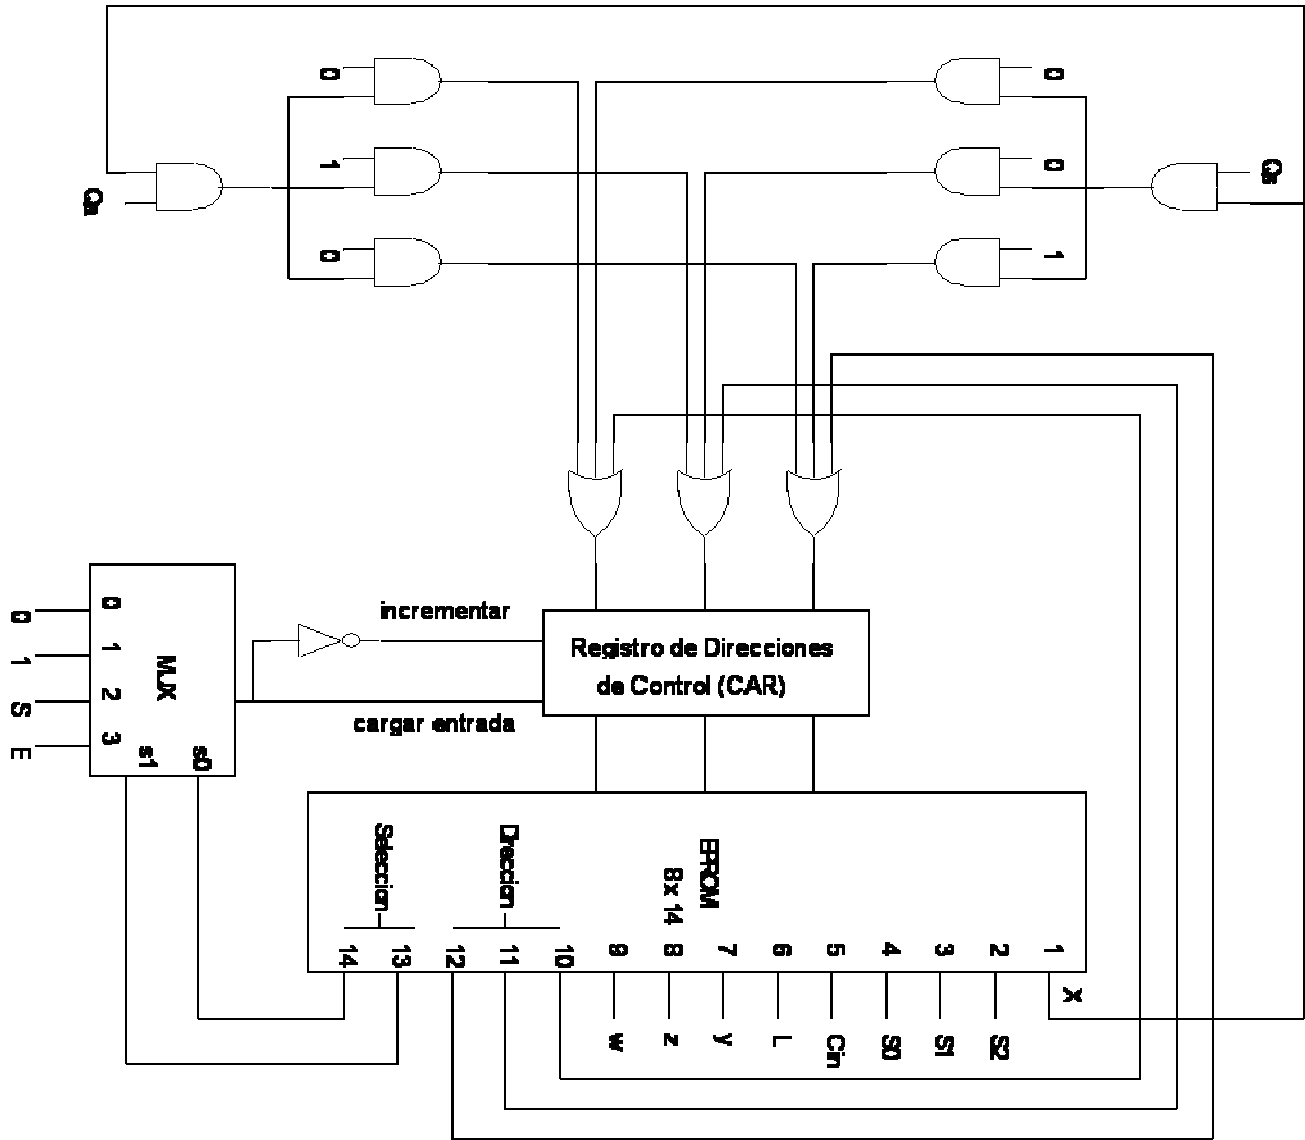 0
0
1
0
Qa
Qs
0
1
incrementar
Registro de Direcciones
de Control (CAR)
cargar entrada
0
1
S
E
0
1
2
3
MUX
s1
s0
Seleccion
Direccion
EPROM
8 x 14
14
13
12
11
10
9
8
7
6
5
4
3
2
1
X
w
z
y
L
Cin
S0
S1
S2